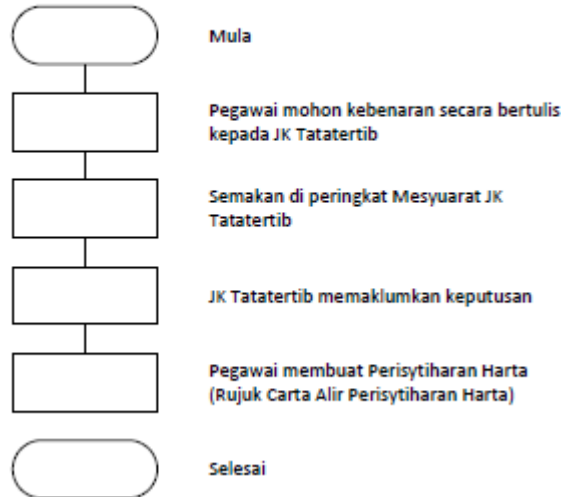 Mula
Pegawai mohon kebenaran secara bertulis
kepada JK Tatatertib
Semakan di peringkat Mesyuarat JK
Tatatertib
JK Tatatertib memaklumkan keputusan
Pegawai membuat Perisytiharan Harta
(Rujuk Carta Alir Perisytiharan Harta)
Selesai